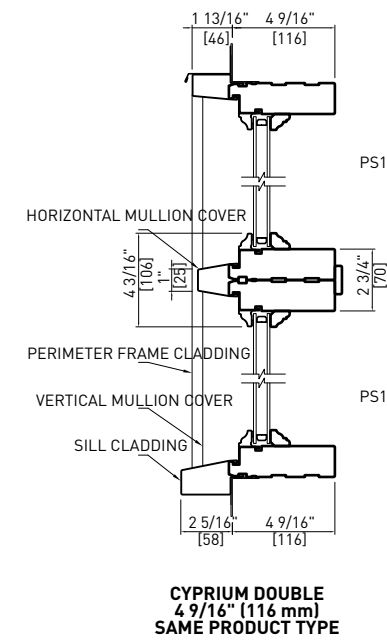 1 13/16" 4 9/16"
[46] [116]
PS1
HORIZONTAL MULLION COVER
4 3/16"
[106]
1"
[25]
2 3/4"
[70]
PERIMETER FRAME CLADDING
VERTICAL MULLION COVER
PS1
SILL CLADDING
2 5/16" 4 9/16"
[58] [116]
CYPRIUM DOUBLE
4 9/16" (116 mm)
SAME PRODUCT TYPE